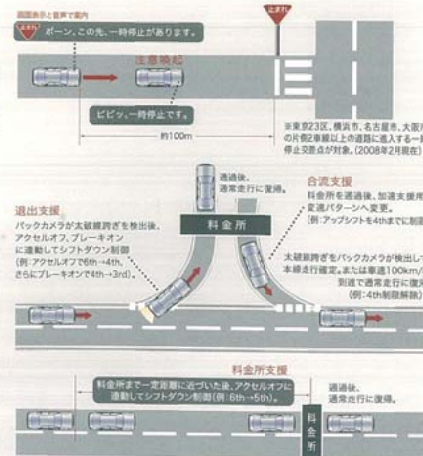 画面表示と音声で案内
止まれ
ポーン、この先、一時停止があります。
止まれ
注意喚起
ピピッ、一時停止です。
約100m
※東京23区、横浜市、名古屋市、大阪市
の片側2車線以上の道路に進入する一時
停止交差点が対象。(2008年2月現在)
通過後、
通常走行に復帰。
料金所
合流支援
料金所を通過後、加速支援用
変速パターンへ変更。
(例:アップシフトを4thまでに制限
退出支援
バックカメラが太破線跨ぎを検出後、
アクセルオフ、ブレーキオン
に連動してシフトダウン制御
(例:アクセルオフで6th→4th、
さらにブレーキオンで4th→3rd)。
太破線跨ぎをバックカメラが検出して
本線走行確定。または車速100km/h
到達で通常走行に復帰
(例:4th制限解除)
料金所支援
料金所まで一定距離に近づいた後、アクセルオフに
連動してシフトダウン制御(例:6th→5th)。
通過後、
通常走行に復帰。
料金所